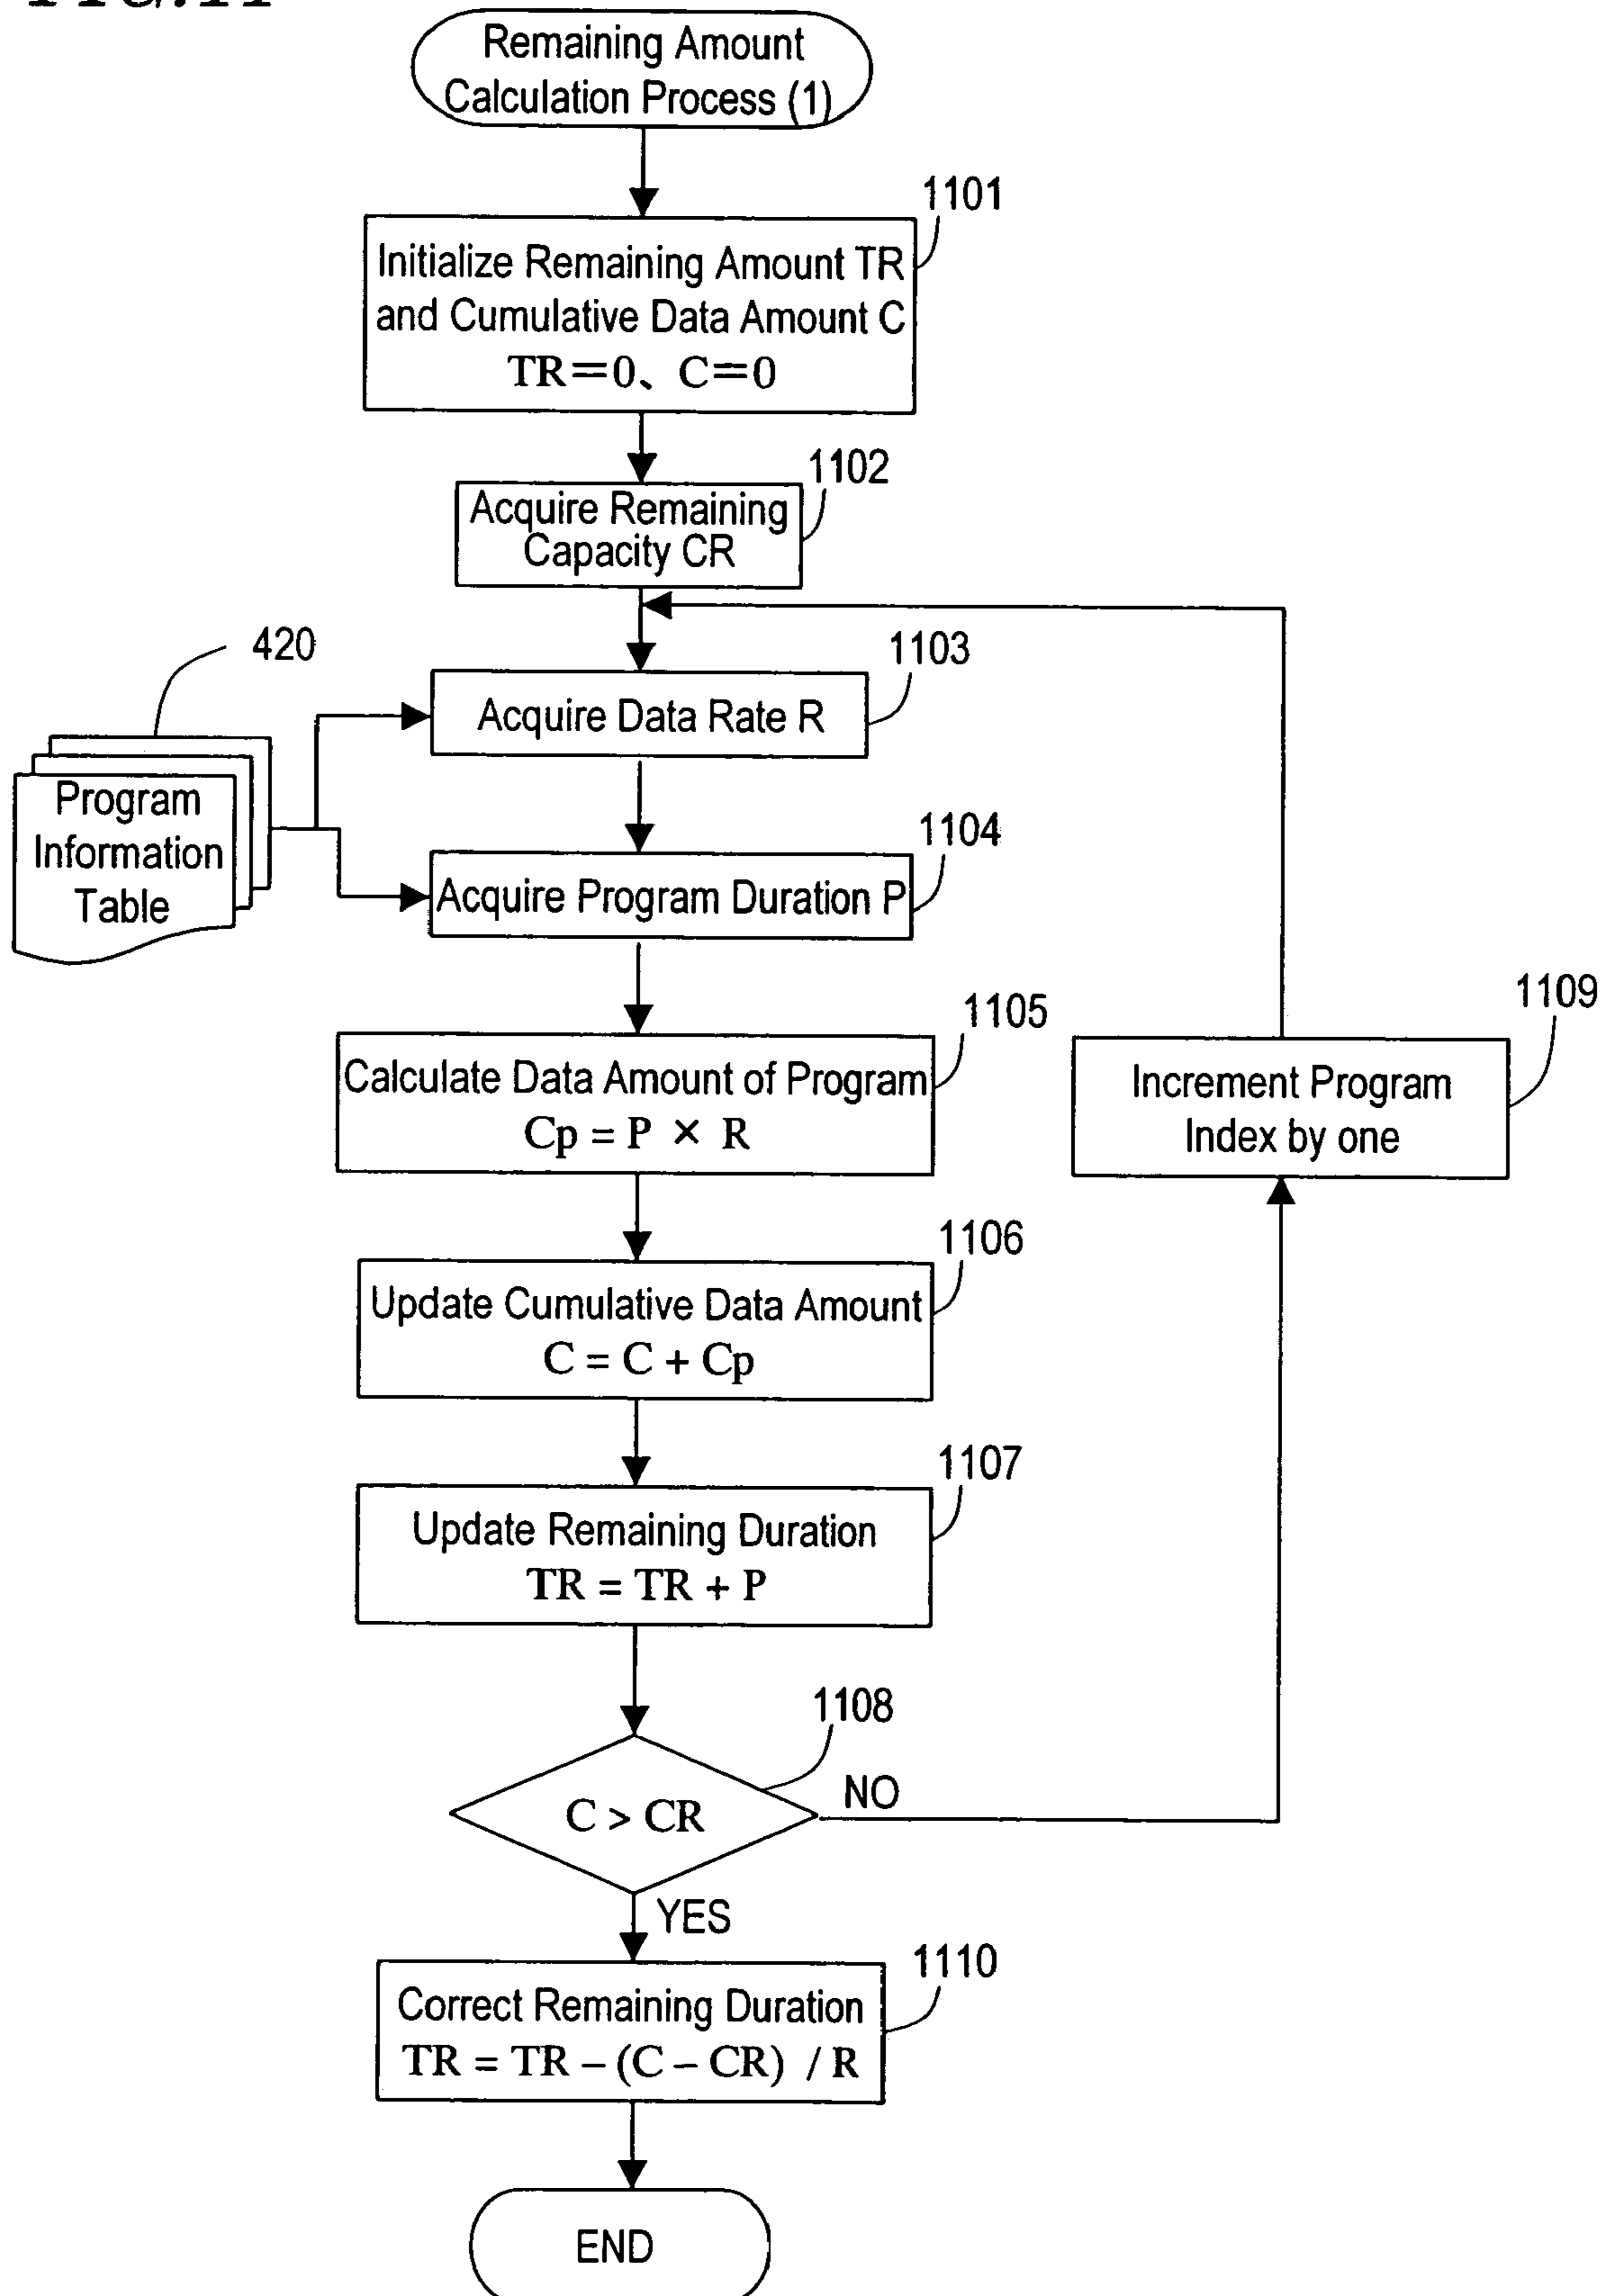 Remaining Amount
Calculation Process (1)
1101
Initialize Remaining Amount TR
and Cumulative Data Amount C
TR=0、C=0
1102
Acquire Remaining
Capacity CR
420
1103
Acquire Data Rate R
Program
Information
Table
1104
Acquire Program Duration P
1105
Calculate Data Amount of Program
Cp = P × R
1109
Increment Program
Index by one
1106
Update Cumulative Data Amount
C = C + Cp
1107
Update Remaining Duration
TR = TR + P
1108
C > CR
NO
YES
1110
Correct Remaining Duration
TR = TR – (C – CR) / R
END